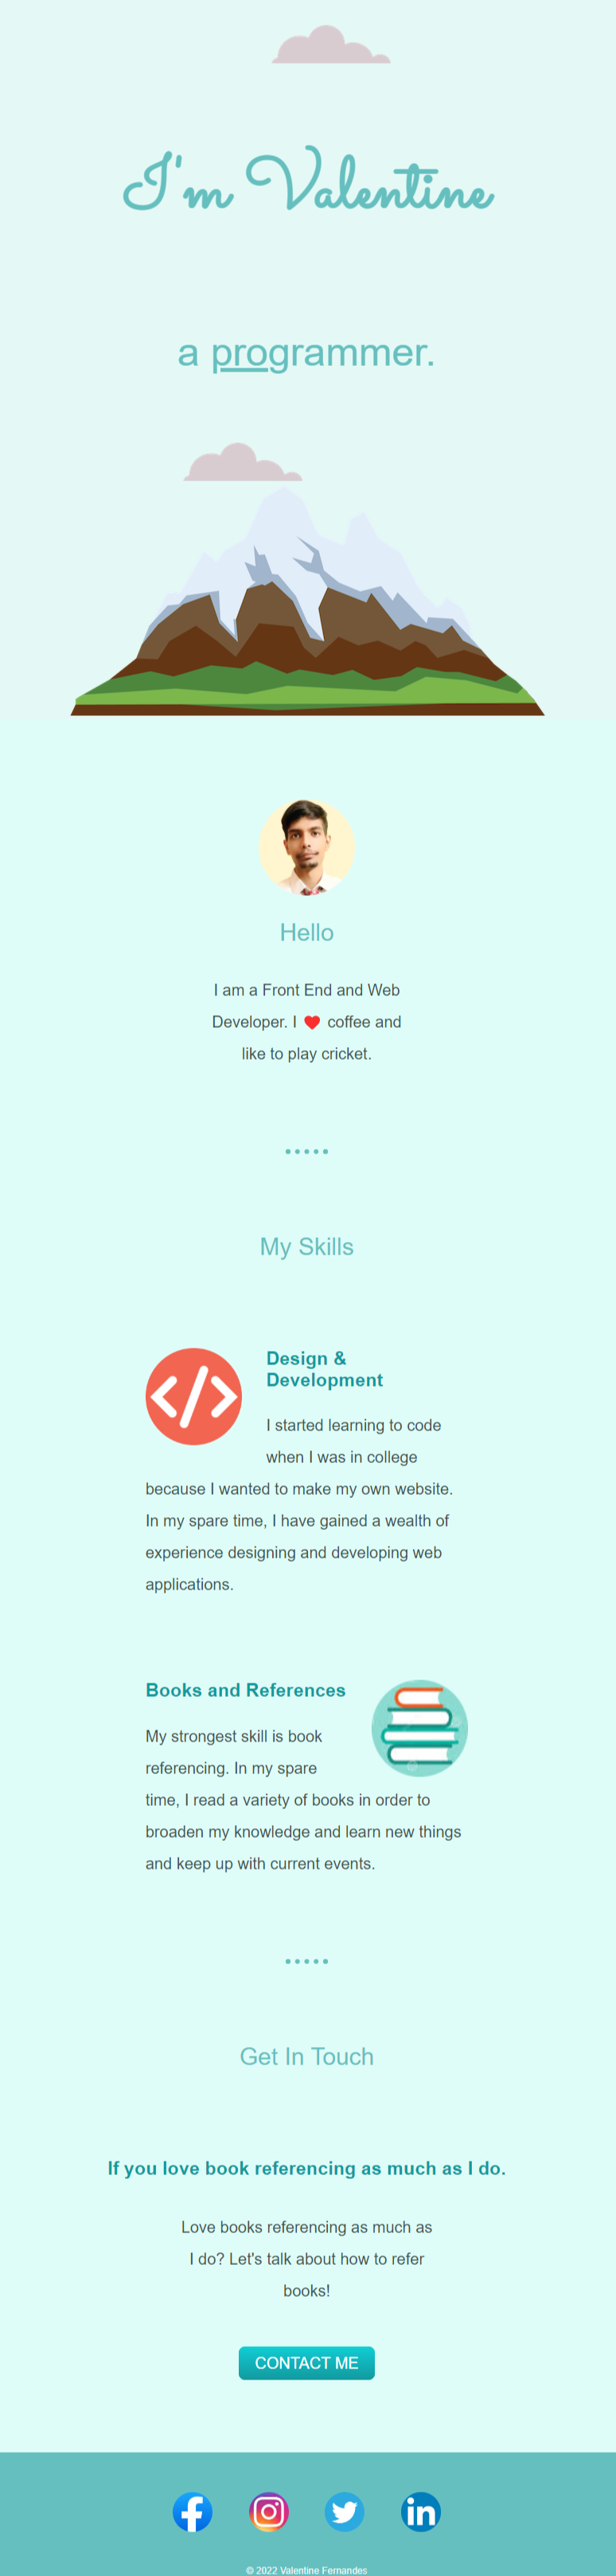 I'm Valentine
a programmer.
Hello
I am a Front End and Web
Developer. I ❤ coffee and
like to play cricket.
My Skills
Design &
Development
I started learning to code
when I was in college
because I wanted to make my own website.
In my spare time, I have gained a wealth of
experience designing and developing web
applications.
Books and References
My strongest skill is book
referencing. In my spare
time, I read a variety of books in order to
broaden my knowledge and learn new things
and keep up with current events.
Get In Touch
If you love book referencing as much as I do.
Love books referencing as much as
I do? Let's talk about how to refer
books!
CONTACT ME
© 2022 Valentine Fernandes